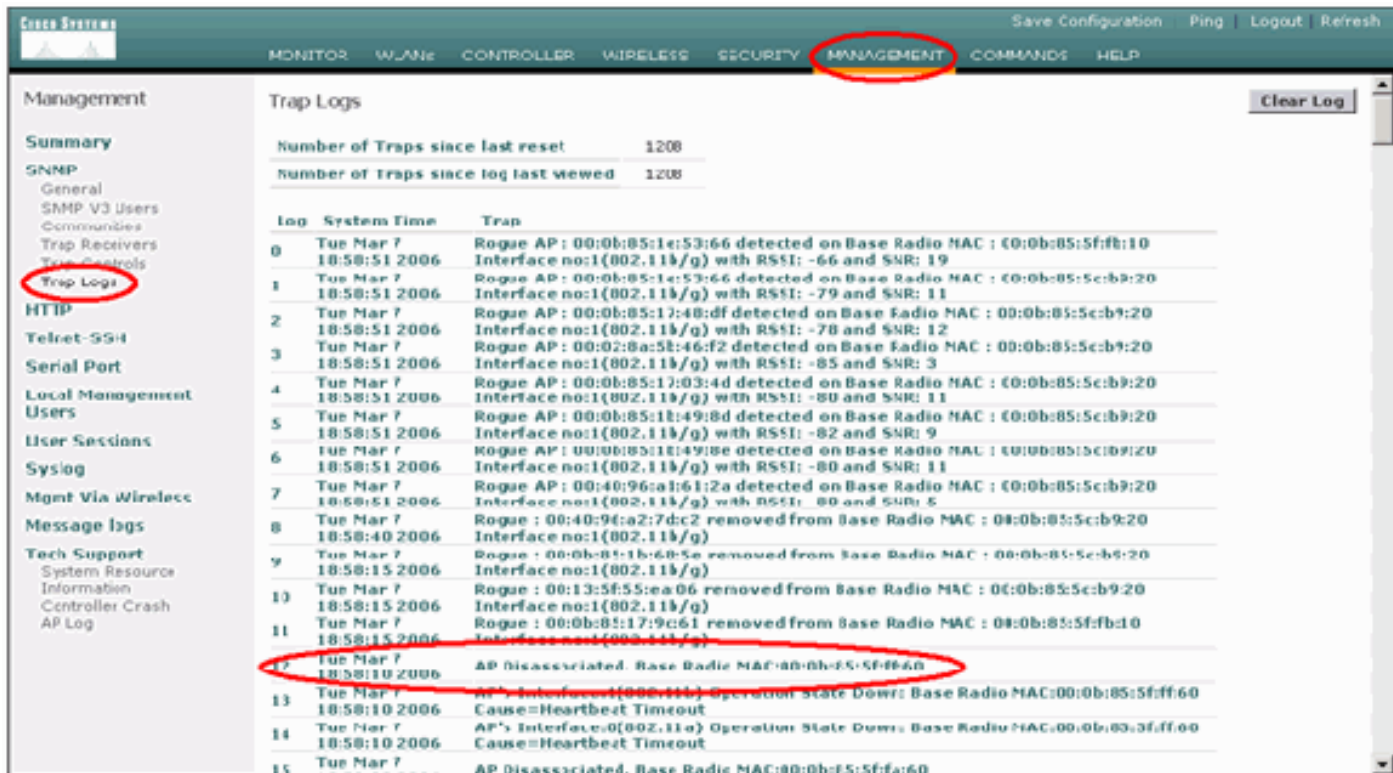 Cisco Systems
Save Configuration Ping | Logout | Refresh
MONITOR WLANs CONTROLLER WIRELESS SECURITY MANAGEMENT COMMANDS HELP
Management
Summary
SNMP
General
SNMP V3 Users
Communities
Trap Receivers
Trap Controls
Trap Logs
HTTP
Telnet-SSH
Serial Port
Local Management
Users
User Sessions
Syslog
Mgmt Via Wireless
Message logs
Tech Support
System Resource
Information
Controller Crash
AP Log
Trap Logs
Clear Log
Number of Traps since last reset 1208
Number of Traps since log last viewed 1208
Log System Time Trap
0 Tue Mar 7 Rogue AP : 00:0b:85:1e:53:66 detected on Base Radio MAC : 00:0b:85:5f:fb:10
18:58:51 2006 Interface no:1(802.11b/g) with RSSI: -66 and SNR: 19
1 Tue Mar 7 Rogue AP : 00:0b:85:1e:53:66 detected on Base Radio MAC : 00:0b:85:5c:b9:20
18:58:51 2006 Interface no:1(802.11b/g) with RSSI: -79 and SNR: 11
2 Tue Mar 7 Rogue AP : 00:0b:85:17:48:df detected on Base Radio MAC : 00:0b:85:5c:b9:20
18:58:51 2006 Interface no:1(802.11b/g) with RSSI: -78 and SNR: 12
3 Tue Mar 7 Rogue AP : 00:02:8a:5b:46:f2 detected on Base Radio MAC : 00:0b:85:5c:b9:20
18:58:51 2006 Interface no:1(802.11b/g) with RSSI: -85 and SNR: 3
4 Tue Mar 7 Rogue AP : 00:0b:85:17:03:4d detected on Base Radio MAC : 00:0b:85:5c:b9:20
18:58:51 2006 Interface no:1(802.11b/g) with RSSI: -80 and SNR: 11
5 Tue Mar 7 Rogue AP : 00:0b:85:1b:49:8d detected on Base Radio MAC : 00:0b:85:5c:b9:20
18:58:51 2006 Interface no:1(802.11b/g) with RSSI: -82 and SNR: 9
6 Tue Mar 7 Rogue AP : 00:0b:85:1b:49:8e detected on Base Radio MAC : 00:0b:85:5c:b9:20
18:58:51 2006 Interface no:1(802.11b/g) with RSSI: -80 and SNR: 11
7 Tue Mar 7 Rogue AP : 00:40:96:a1:61:2a detected on Base Radio MAC : 00:0b:85:5c:b9:20
18:58:51 2006 Interface no:1(802.11b/g) with RSSI: -80 and SNR: 5
8 Tue Mar 7 Rogue : 00:40:96:a2:7d:c2 removed from Base Radio MAC : 00:0b:85:5c:b9:20
18:58:40 2006 Interface no:1(802.11b/g)
9 Tue Mar 7 Rogue : 00:0b:85:1b:68:5e removed from Base Radio MAC : 00:0b:85:5c:b9:20
18:58:15 2006 Interface no:1(802.11b/g)
10 Tue Mar 7 Rogue : 00:13:5f:55:ea:06 removed from Base Radio MAC : 00:0b:85:5c:b9:20
18:58:15 2006 Interface no:1(802.11b/g)
11 Tue Mar 7 Rogue : 00:0b:85:17:9c:61 removed from Base Radio MAC : 00:0b:85:5f:fb:10
18:58:15 2006 Interface no:1(802.11b/g)
12 Tue Mar 7 AP Disassociated. Base Radio MAC:00:0b:85:5f:ff:60
18:58:10 2006
13 Tue Mar 7 AP's Interface:1(802.11b) Operation State Down: Base Radio MAC:00:0b:85:5f:ff:60
18:58:10 2006 Cause=Heartbeat Timeout
14 Tue Mar 7 AP's Interface:0(802.11a) Operation State Down: Base Radio MAC:00:0b:85:5f:ff:60
18:58:10 2006 Cause=Heartbeat Timeout
15 Tue Mar 7 AP Disassociated. Base Radio MAC:00:0b:85:5f:fa:60